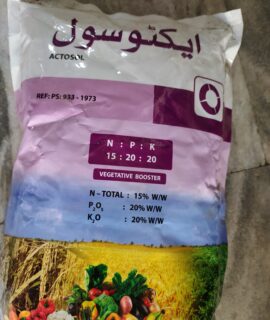 ایکٹوسول
ACTOSOL
REF: PS: 933 - 1973
N : P : K
15 : 20 : 20
VEGETATIVE BOOSTER
N - TOTAL : 15% W/W
P₂O₅ : 20% W/W
K₂O : 20% W/W